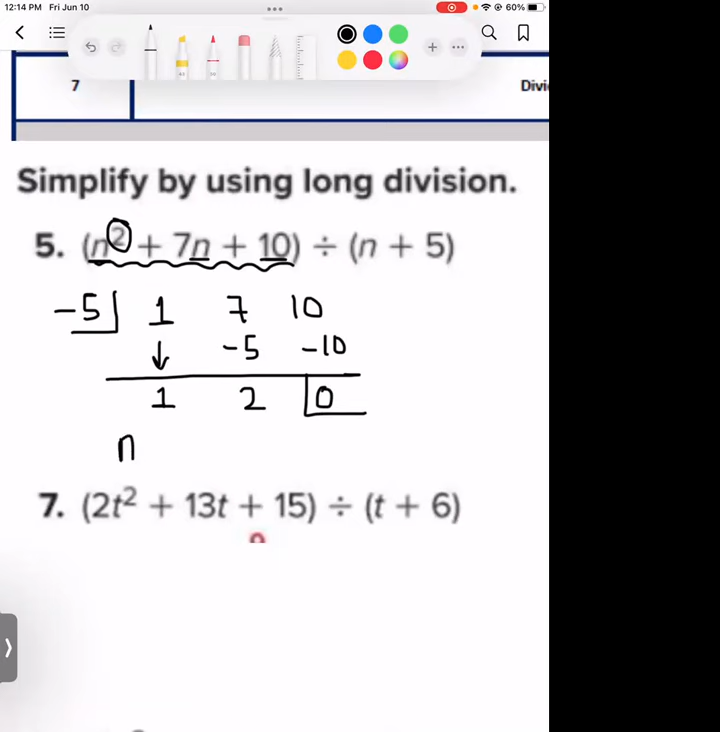 12:14 PM Fri Jun 10
60%
7
Simplify by using long division.
5. (n² + 7n + 10) ÷ (n + 5)
-5 1 7 10
↓ -5 -10
1 2 0
n
7. (2t² + 13t + 15) ÷ (t + 6)